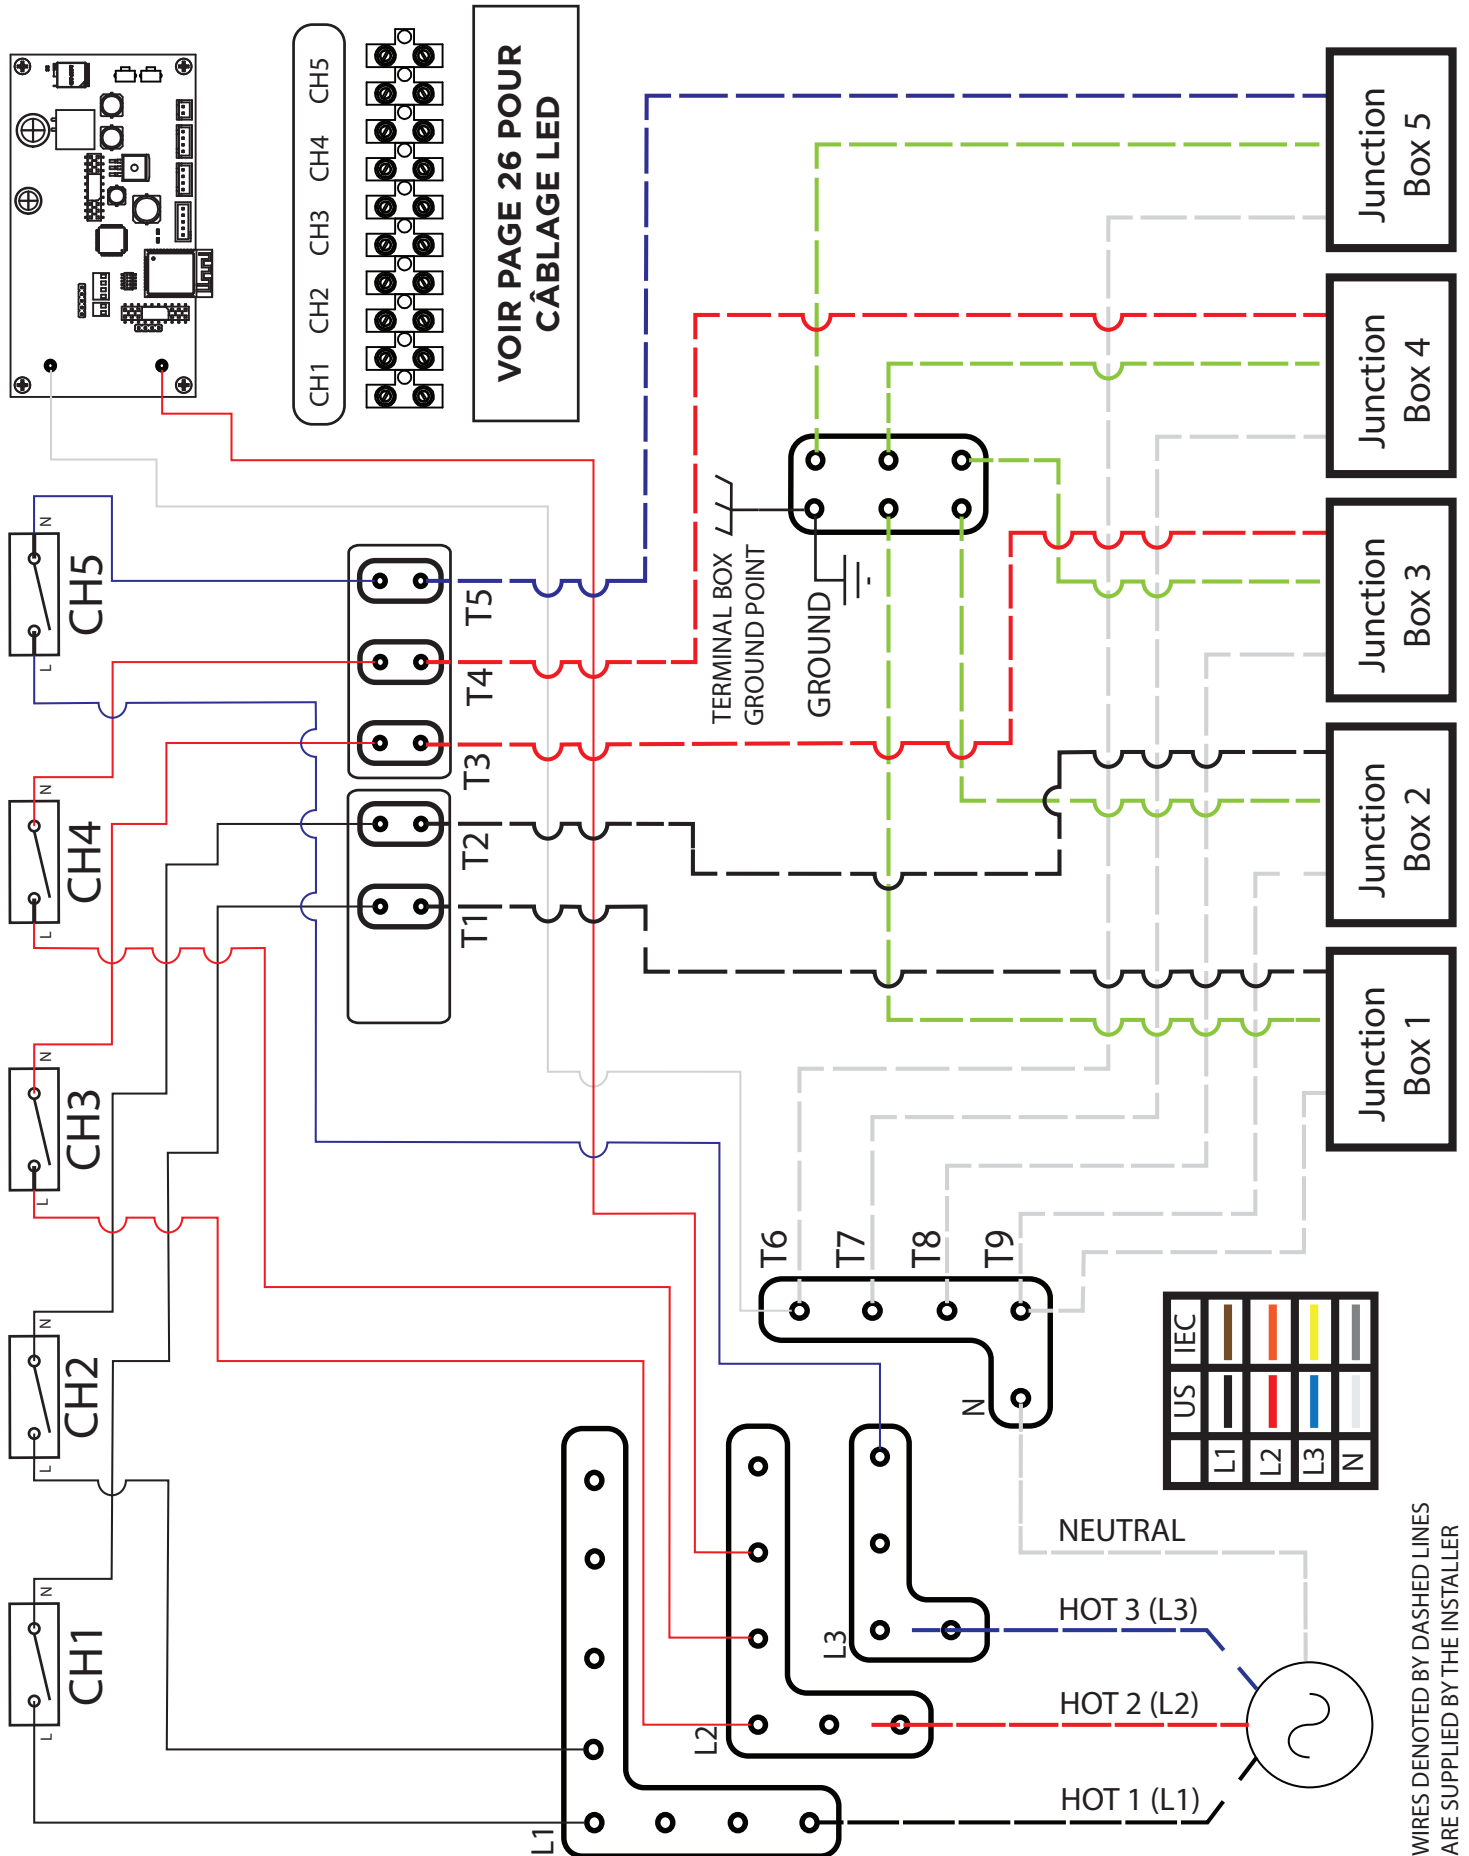 CH1
CH2
CH3
CH4
CH5
VOIR PAGE 26 POUR
CÂBLAGE LED
L
N
CH1
L
N
CH2
L
N
CH3
L
N
CH4
L
N
CH5
T1
T2
T3
T4
T5
TERMINAL BOX
GROUND POINT
GROUND
T6
T7
T8
T9
N
L1
L2
L3
NEUTRAL
HOT 3 (L3)
HOT 2 (L2)
HOT 1 (L1)
US
IEC
L1
L2
L3
N
Junction
Box 1
Junction
Box 2
Junction
Box 3
Junction
Box 4
Junction
Box 5
WIRES DENOTED BY DASHED LINES
ARE SUPPLIED BY THE INSTALLER